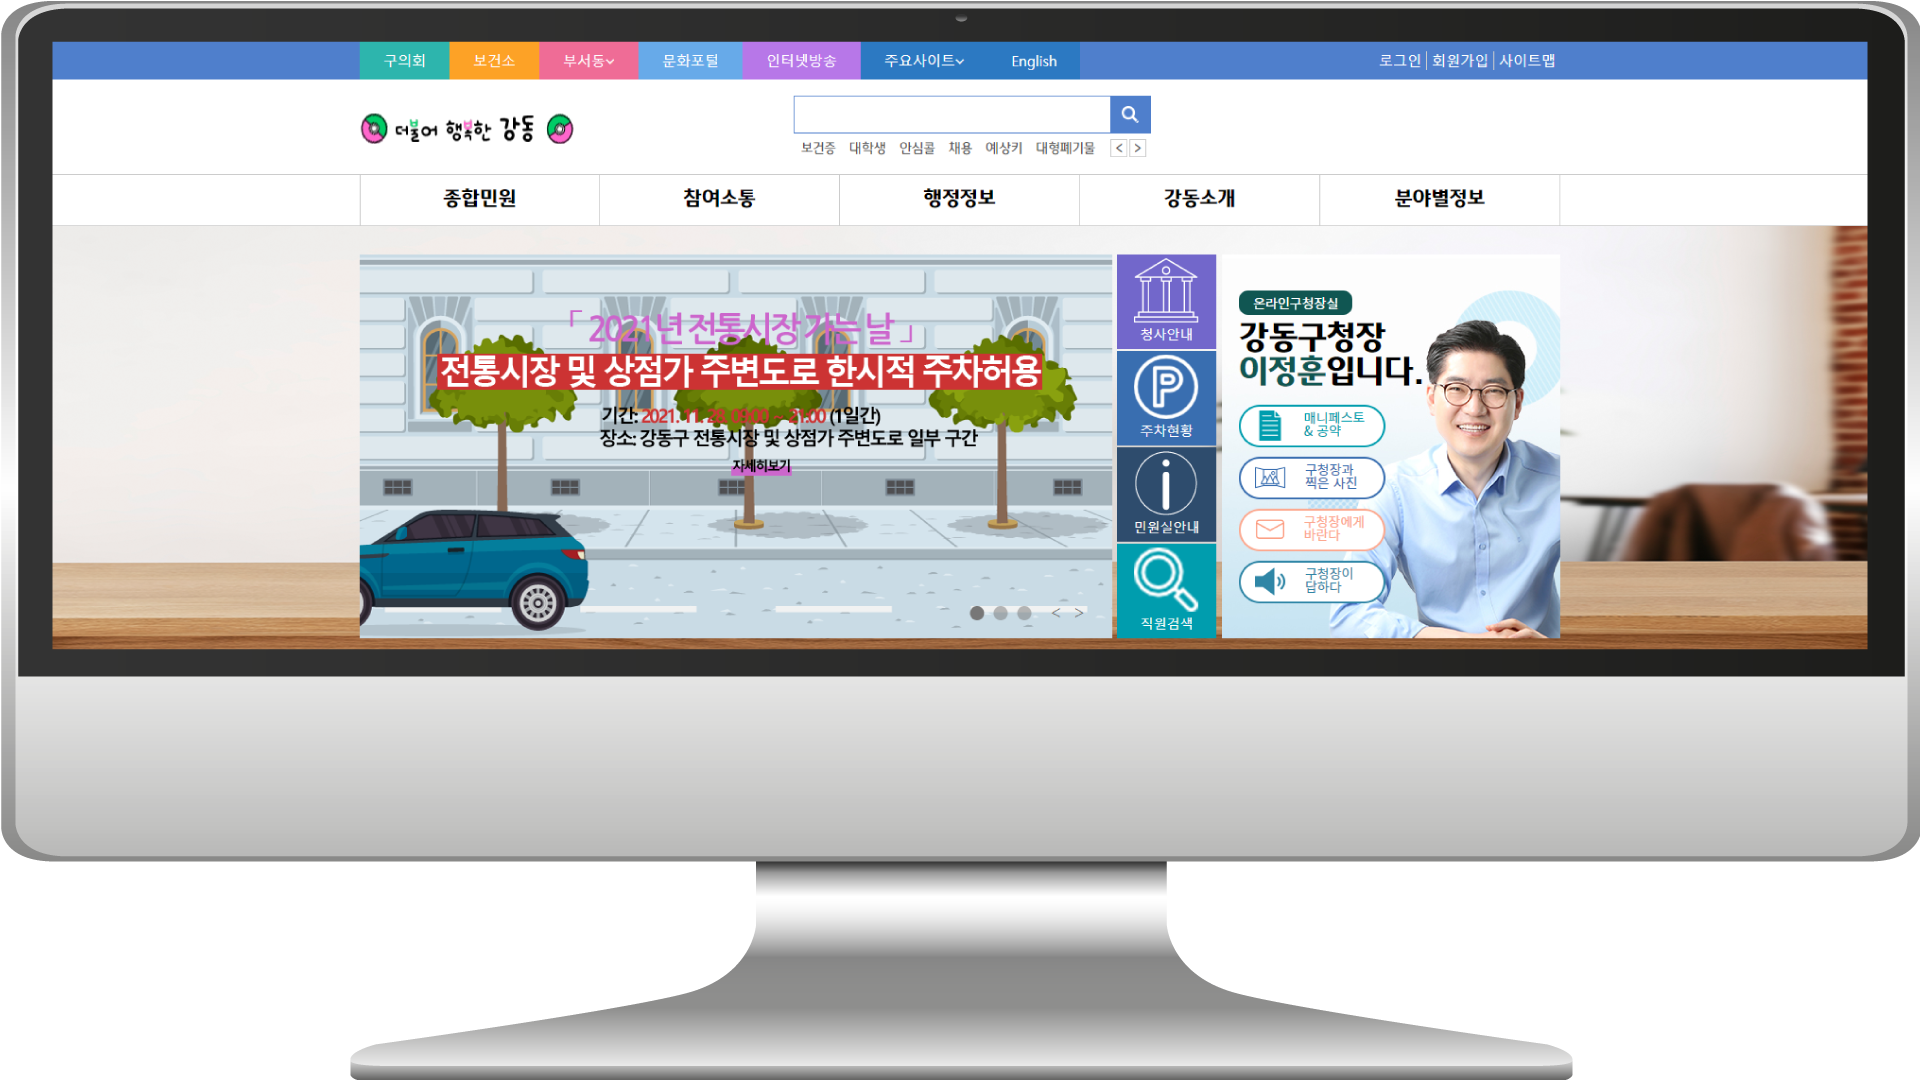 구의회 보건소 부서동 문화포털 인터넷방송 주요사이트 English 로그인 회원가입 사이트맵
더불어 행복한 강동
보건증 대학생 안심콜 채용 예상키 대형폐기물 < >
종합민원 참여소통 행정정보 강동소개 분야별정보
「 2021년 전통시장 가는 날 」
전통시장 및 상점가 주변도로 한시적 주차허용
기간: 2021. 11. 28. 09:00 ~ 21:00 (1일간)
장소: 강동구 전통시장 및 상점가 주변도로 일부 구간
자세히보기
< >
청사안내
주차현황
민원실안내
직원검색
온라인구청장실
강동구청장
이정훈입니다.
매니페스토
& 공약
구청장과
찍은 사진
구청장에게
바란다
구청장이
답하다